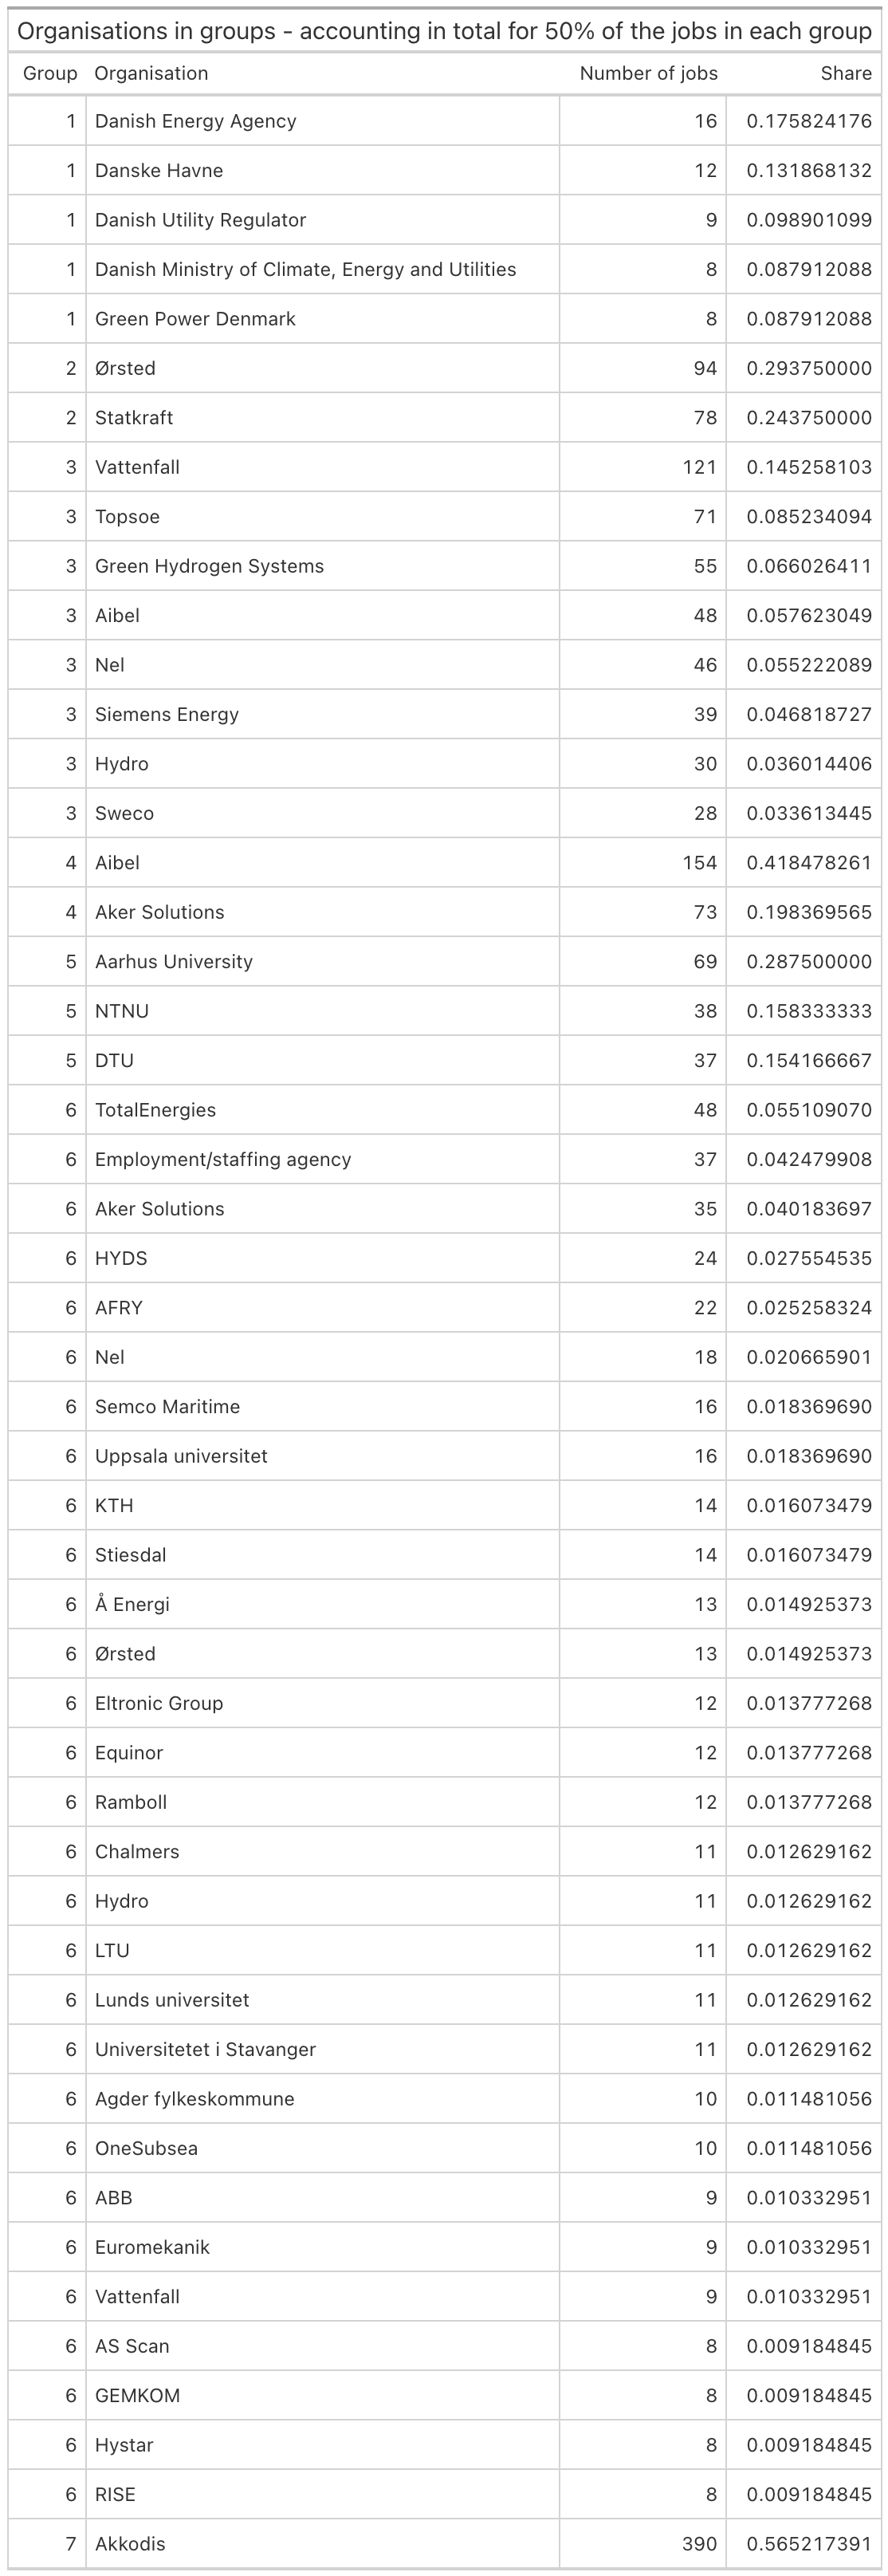 Organisations in groups - accounting in total for 50% of the jobs in each group
Group Organisation Number of jobs Share
1 Danish Energy Agency 16 0.175824176
1 Danske Havne 12 0.131868132
1 Danish Utility Regulator 9 0.098901099
1 Danish Ministry of Climate, Energy and Utilities 8 0.087912088
1 Green Power Denmark 8 0.087912088
2 Ørsted 94 0.293750000
2 Statkraft 78 0.243750000
3 Vattenfall 121 0.145258103
3 Topsoe 71 0.085234094
3 Green Hydrogen Systems 55 0.066026411
3 Aibel 48 0.057623049
3 Nel 46 0.055222089
3 Siemens Energy 39 0.046818727
3 Hydro 30 0.036014406
3 Sweco 28 0.033613445
4 Aibel 154 0.418478261
4 Aker Solutions 73 0.198369565
5 Aarhus University 69 0.287500000
5 NTNU 38 0.158333333
5 DTU 37 0.154166667
6 TotalEnergies 48 0.055109070
6 Employment/staffing agency 37 0.042479908
6 Aker Solutions 35 0.040183697
6 HYDS 24 0.027554535
6 AFRY 22 0.025258324
6 Nel 18 0.020665901
6 Semco Maritime 16 0.018369690
6 Uppsala universitet 16 0.018369690
6 KTH 14 0.016073479
6 Stiesdal 14 0.016073479
6 Å Energi 13 0.014925373
6 Ørsted 13 0.014925373
6 Eltronic Group 12 0.013777268
6 Equinor 12 0.013777268
6 Ramboll 12 0.013777268
6 Chalmers 11 0.012629162
6 Hydro 11 0.012629162
6 LTU 11 0.012629162
6 Lunds universitet 11 0.012629162
6 Universitetet i Stavanger 11 0.012629162
6 Agder fylkeskommune 10 0.011481056
6 OneSubsea 10 0.011481056
6 ABB 9 0.010332951
6 Euromekanik 9 0.010332951
6 Vattenfall 9 0.010332951
6 AS Scan 8 0.009184845
6 GEMKOM 8 0.009184845
6 Hystar 8 0.009184845
6 RISE 8 0.009184845
7 Akkodis 390 0.565217391